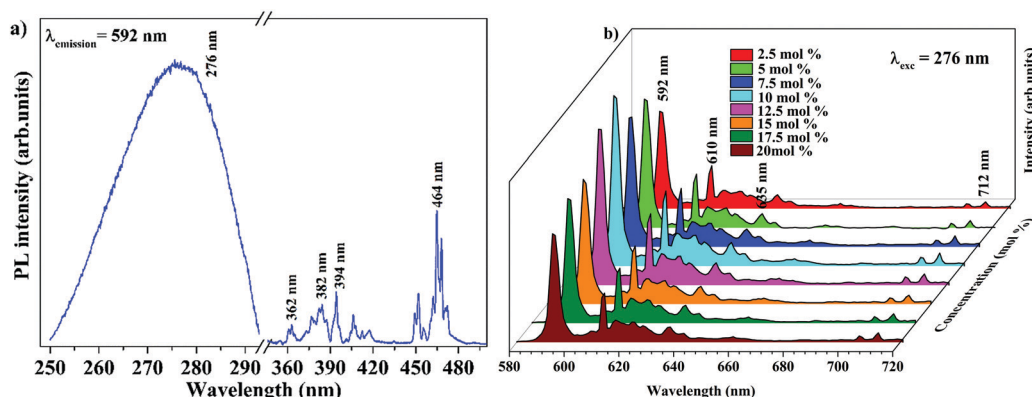 a)
λemission = 592 nm
276 nm
362 nm
382 nm
394 nm
464 nm
PL intensity (arb.units)
250 260 270 280 290 360 390 420 450 480
Wavelength (nm)
b)
λexc = 276 nm
2.5 mol %
5 mol %
7.5 mol %
10 mol %
12.5 mol %
15 mol %
17.5 mol %
20mol %
592 nm
610 nm
635 nm
712 nm
Intensity (arb.units)
Concentration (mol %)
580 600 620 640 660 680 700 720
Wavelength (nm)